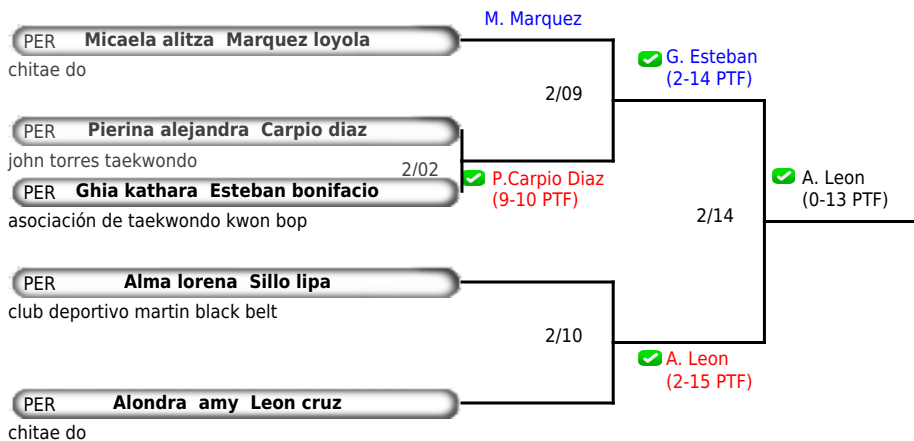 M. Marquez
PER Micaela alitza Marquez loyola
chitae do
G. Esteban
(2-14 PTF)
2/09
PER Pierina alejandra Carpio diaz
john torres taekwondo
2/02
P.Carpio Diaz
(9-10 PTF)
A. Leon
(0-13 PTF)
PER Ghia kathara Esteban bonifacio
asociación de taekwondo kwon bop
2/14
PER Alma lorena Sillo lipa
club deportivo martin black belt
2/10
A. Leon
(2-15 PTF)
PER Alondra amy Leon cruz
chitae do